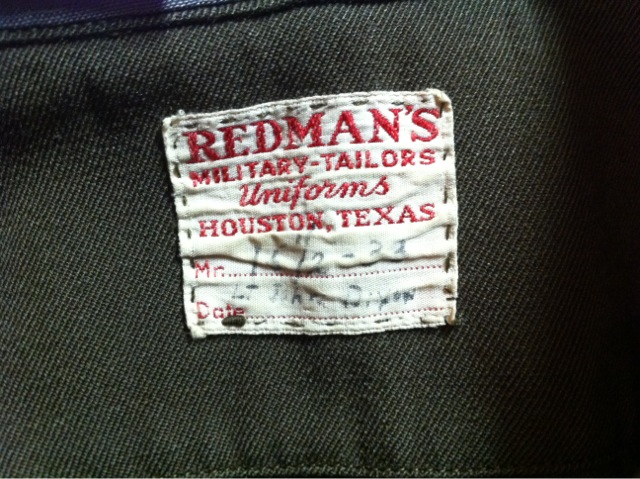 REDMAN'S
MILITARY-TAILORS
Uniforms
HOUSTON, TEXAS
Mr.
Date